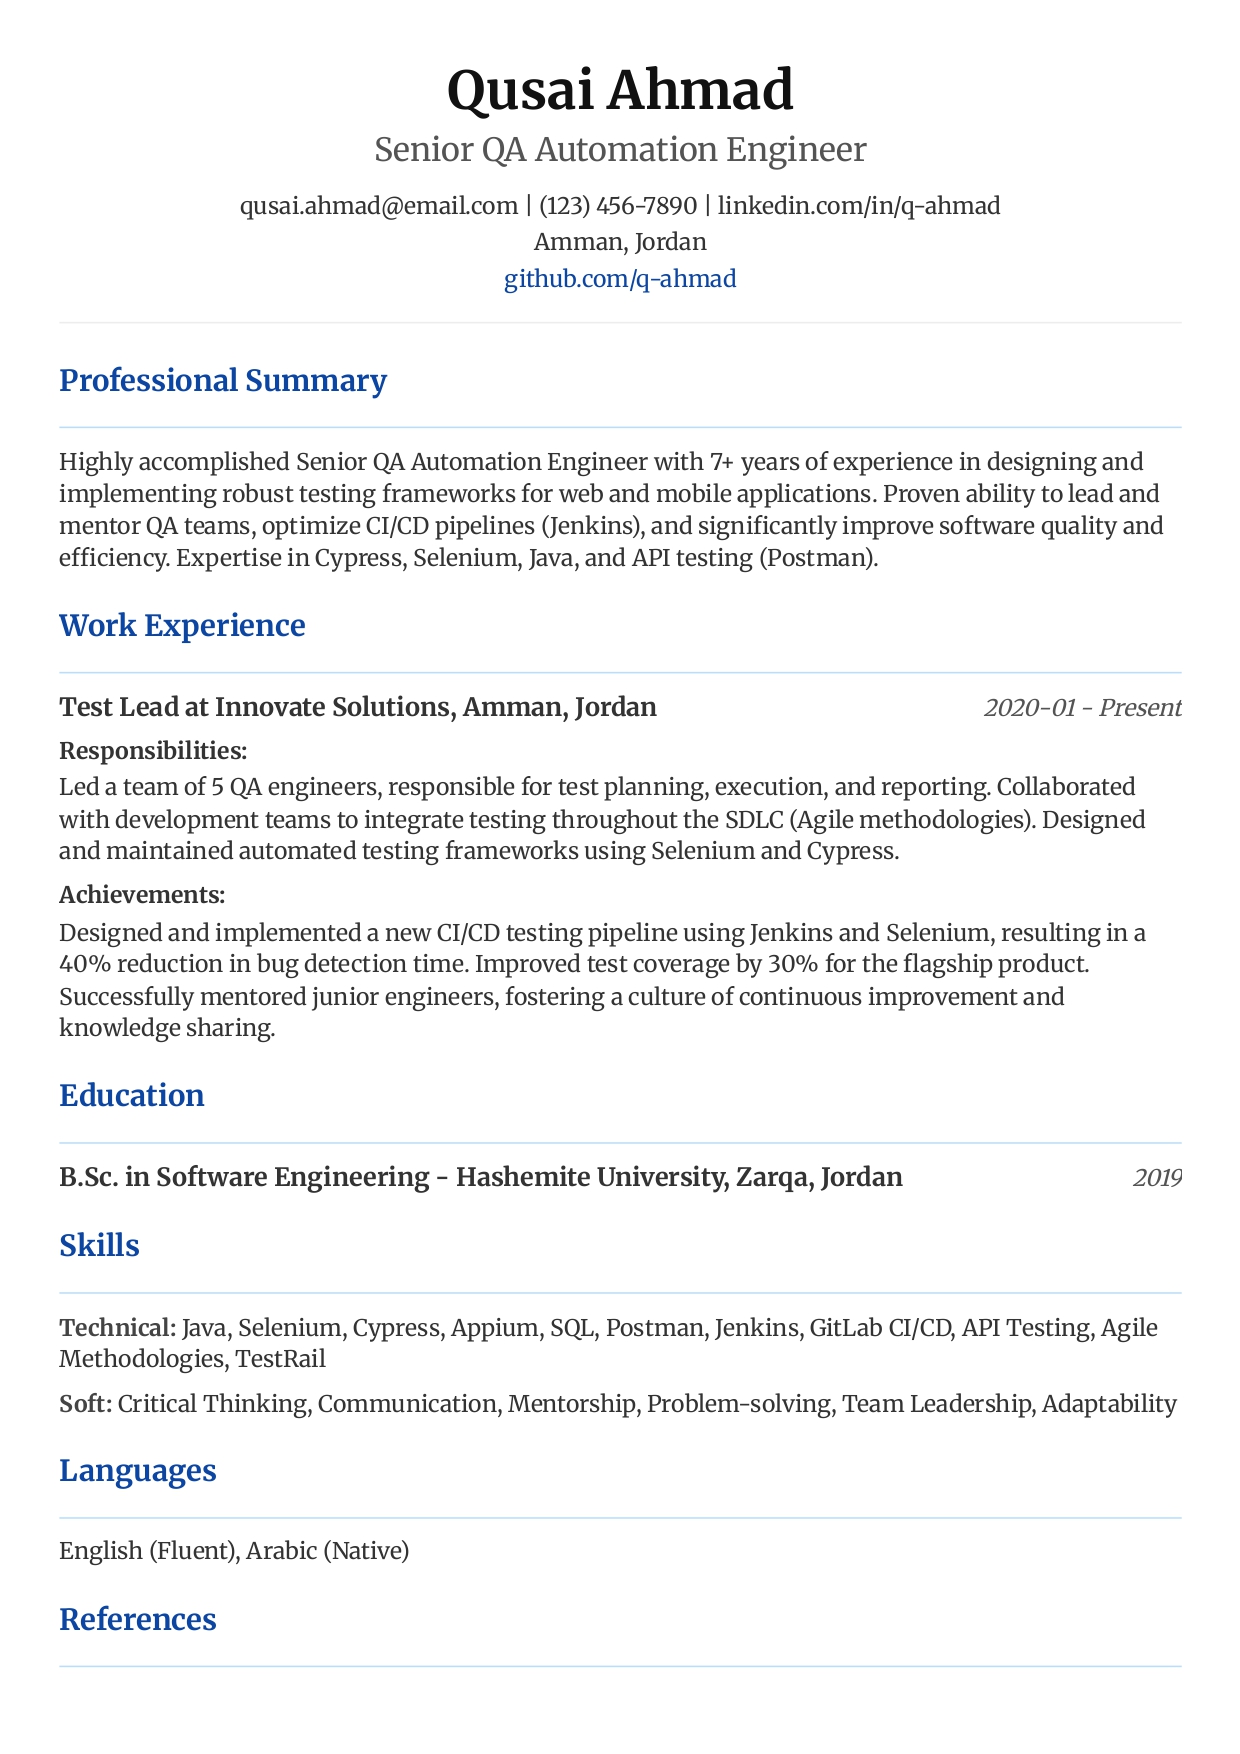 Qusai Ahmad
Senior QA Automation Engineer
qusai.ahmad@email.com | (123) 456-7890 | linkedin.com/in/q-ahmad
Amman, Jordan
github.com/q-ahmad
Professional Summary
Highly accomplished Senior QA Automation Engineer with 7+ years of experience in designing and
implementing robust testing frameworks for web and mobile applications. Proven ability to lead and
mentor QA teams, optimize CI/CD pipelines (Jenkins), and significantly improve software quality and
efficiency. Expertise in Cypress, Selenium, Java, and API testing (Postman).
Work Experience
Test Lead at Innovate Solutions, Amman, Jordan 2020-01 - Present
Responsibilities:
Led a team of 5 QA engineers, responsible for test planning, execution, and reporting. Collaborated
with development teams to integrate testing throughout the SDLC (Agile methodologies). Designed
and maintained automated testing frameworks using Selenium and Cypress.
Achievements:
Designed and implemented a new CI/CD testing pipeline using Jenkins and Selenium, resulting in a
40% reduction in bug detection time. Improved test coverage by 30% for the flagship product.
Successfully mentored junior engineers, fostering a culture of continuous improvement and
knowledge sharing.
Education
B.Sc. in Software Engineering - Hashemite University, Zarqa, Jordan 2019
Skills
Technical: Java, Selenium, Cypress, Appium, SQL, Postman, Jenkins, GitLab CI/CD, API Testing, Agile
Methodologies, TestRail
Soft: Critical Thinking, Communication, Mentorship, Problem-solving, Team Leadership, Adaptability
Languages
English (Fluent), Arabic (Native)
References